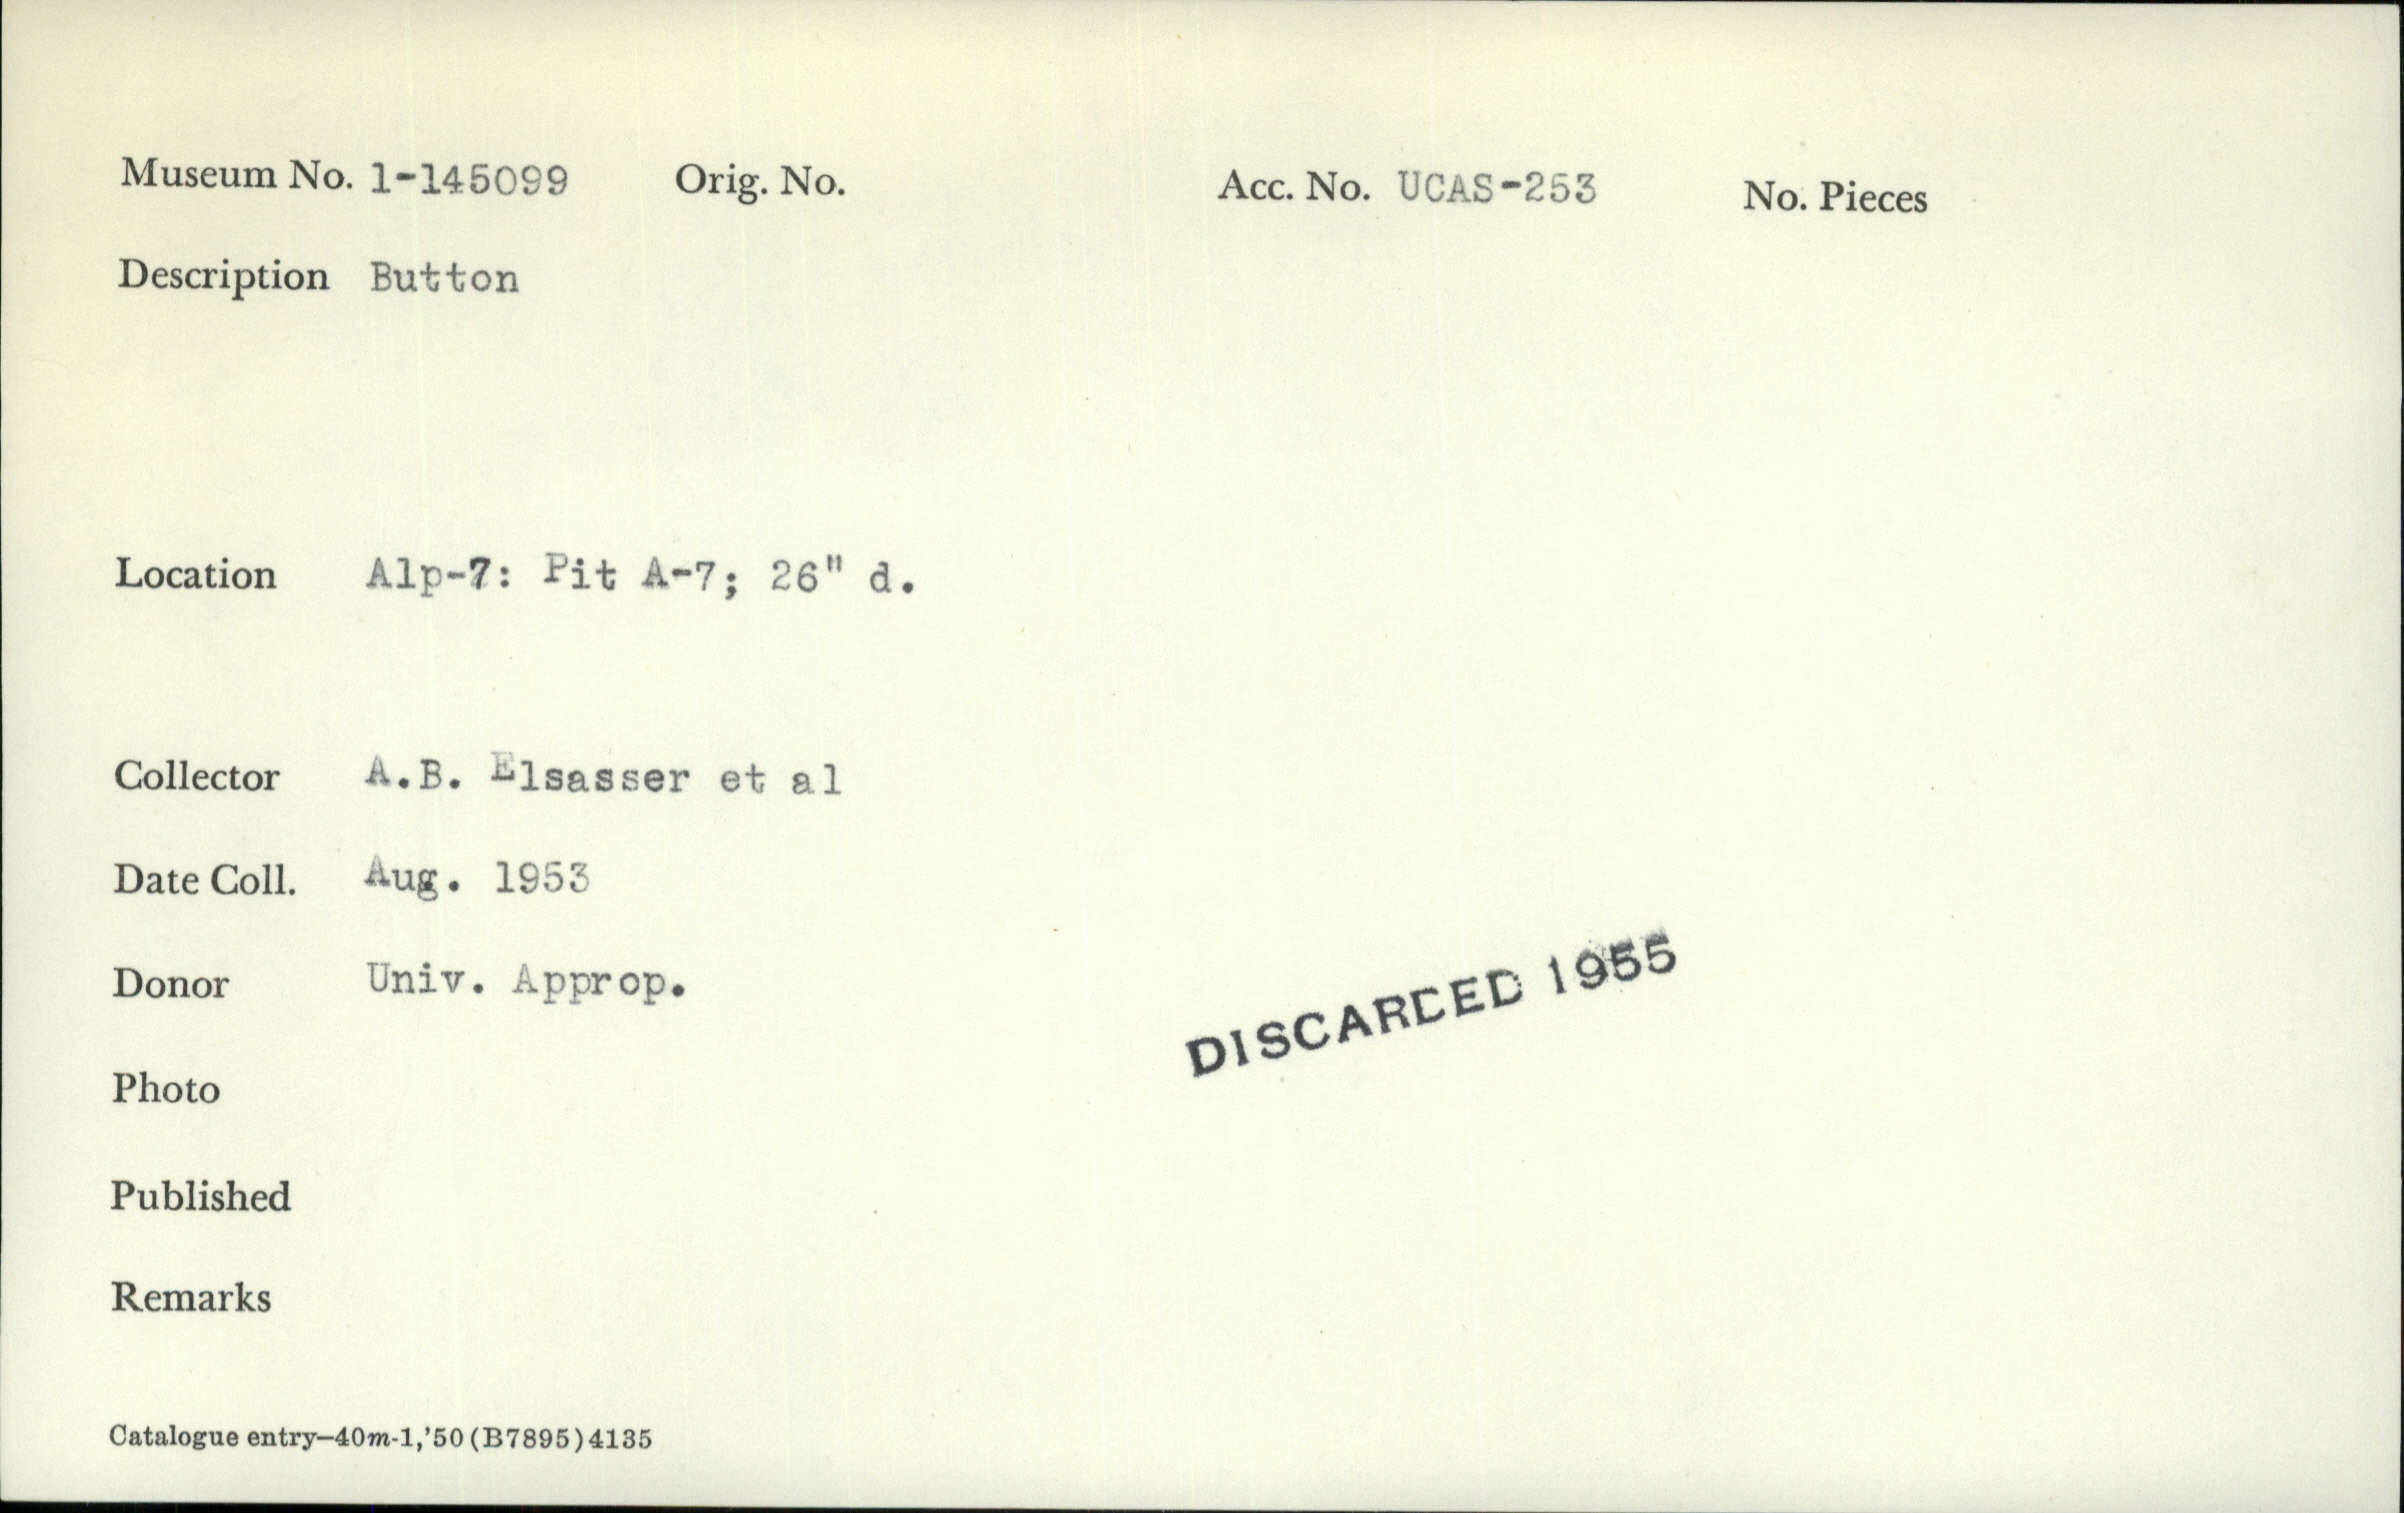 Museum No. 1-145099 Orig. No. Acc. No. UCAS-253 No. Pieces
Description Button
Location Alp-7: Pit A-7; 26" d.
Collector A.B. Elsasser et al
Date Coll. Aug. 1953
Donor Univ. Approp.
DISCARDED 1955
Photo
Published
Remarks
Catalogue entry—40m-1,'50(B7895)4135